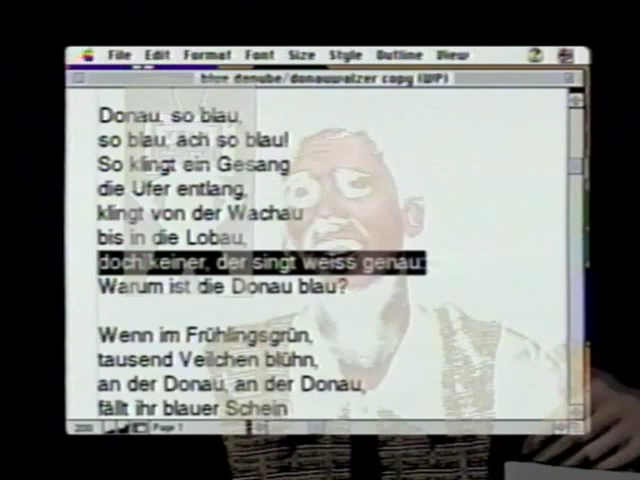 File Edit Format Font Size Style Outline View
blue danube/donauwalzer copy (WP)
Donau, so blau,
so blau, ach so blau!
So klingt ein Gesang
die Ufer entlang,
klingt von der Wachau
bis in die Lobau,
doch keiner, der singt weiss genau:
Warum ist die Donau blau?
Wenn im Frühlingsgrün,
tausend Veilchen blühn,
an der Donau, an der Donau,
fällt ihr blauer Schein
200 Page 1